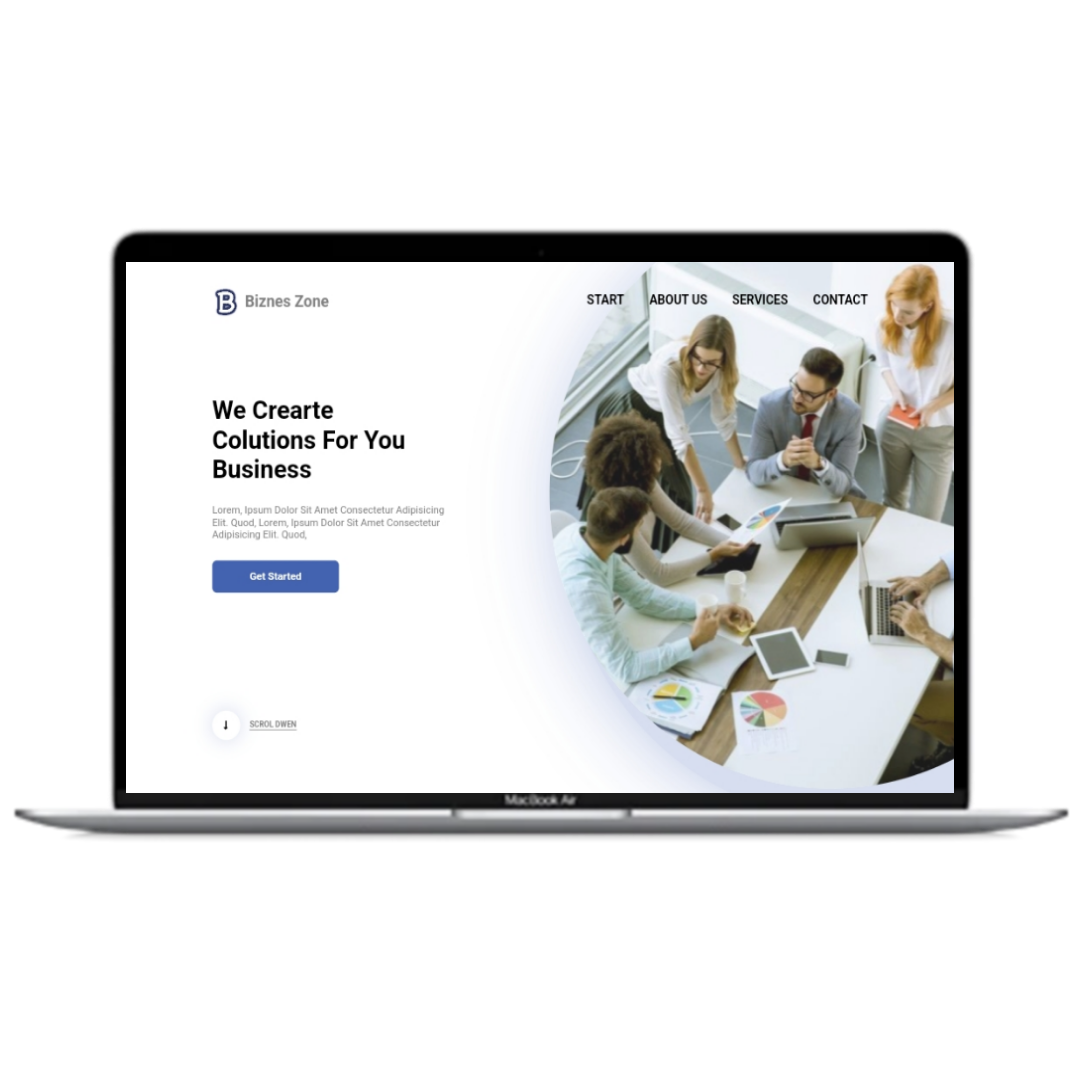 Biznes Zone
START ABOUT US SERVICES CONTACT
We Crearte
Colutions For You
Business
Lorem, Ipsum Dolor Sit Amet Consectetur Adipisicing
Elit. Quod, Lorem, Ipsum Dolor Sit Amet Consectetur
Adipisicing Elit. Quod,
Get Started
SCROL DWEN
MacBook Air